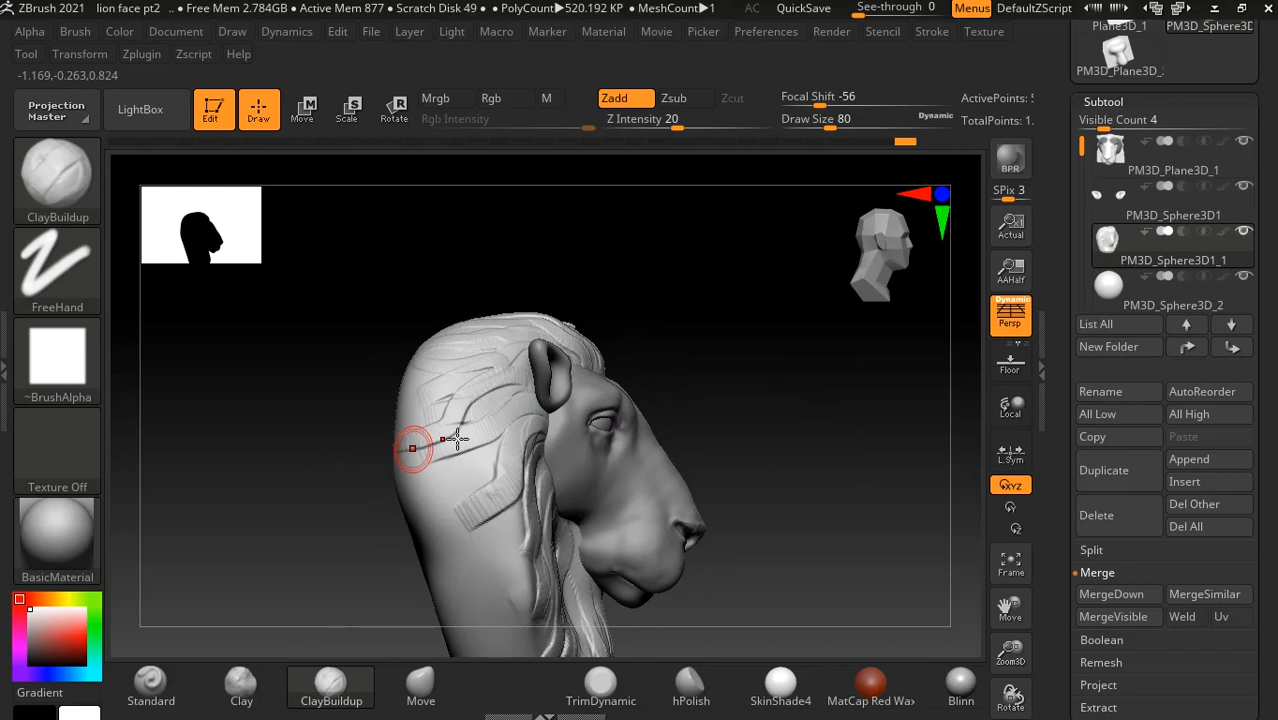 ZBrush 2021 lion face pt2 .. • Free Mem 2.784GB • Active Mem 877 • Scratch Disk 49 • PolyCount►520.192 KP • MeshCount►1 AC QuickSave See-through 0 Menus DefaultZScript
Alpha Brush Color Document Draw Dynamics Edit File Layer Light Macro Material Movie Picker Preferences Render Stencil Stroke Texture
Tool Transform Zplugin Zscript Help
-1.169,-0.263,0.824
Projection Master
LightBox
Edit Draw Move Scale Rotate
Mrgb Rgb M
Rgb Intensity
Zadd Zsub Zcut
Z Intensity 20
Focal Shift -56
Draw Size 80 Dynamic
ActivePoints:
TotalPoints: 1.
ClayBuildup
FreeHand
~BrushAlpha
Texture Off
BasicMaterial
Gradient
BPR
SPix 3
Actual
AAHalf
Dynamic
Persp
Floor
Local
L.Sym
XYZ
Frame
Move
Zoom3D
Rotate
Plane3D_1 PM3D_Sphere3D
PM3D_Plane3D_
Subtool
Visible Count 4
PM3D_Plane3D_1
PM3D_Sphere3D1
PM3D_Sphere3D1_1
PM3D_Sphere3D_2
List All
New Folder
Rename AutoReorder
All Low All High
Copy Paste
Duplicate Append
Insert
Delete Del Other
Del All
Split
Merge
MergeDown MergeSimilar
MergeVisible Weld Uv
Boolean
Remesh
Project
Extract
Standard Clay ClayBuildup Move TrimDynamic hPolish SkinShade4 MatCap Red Wax Blinn